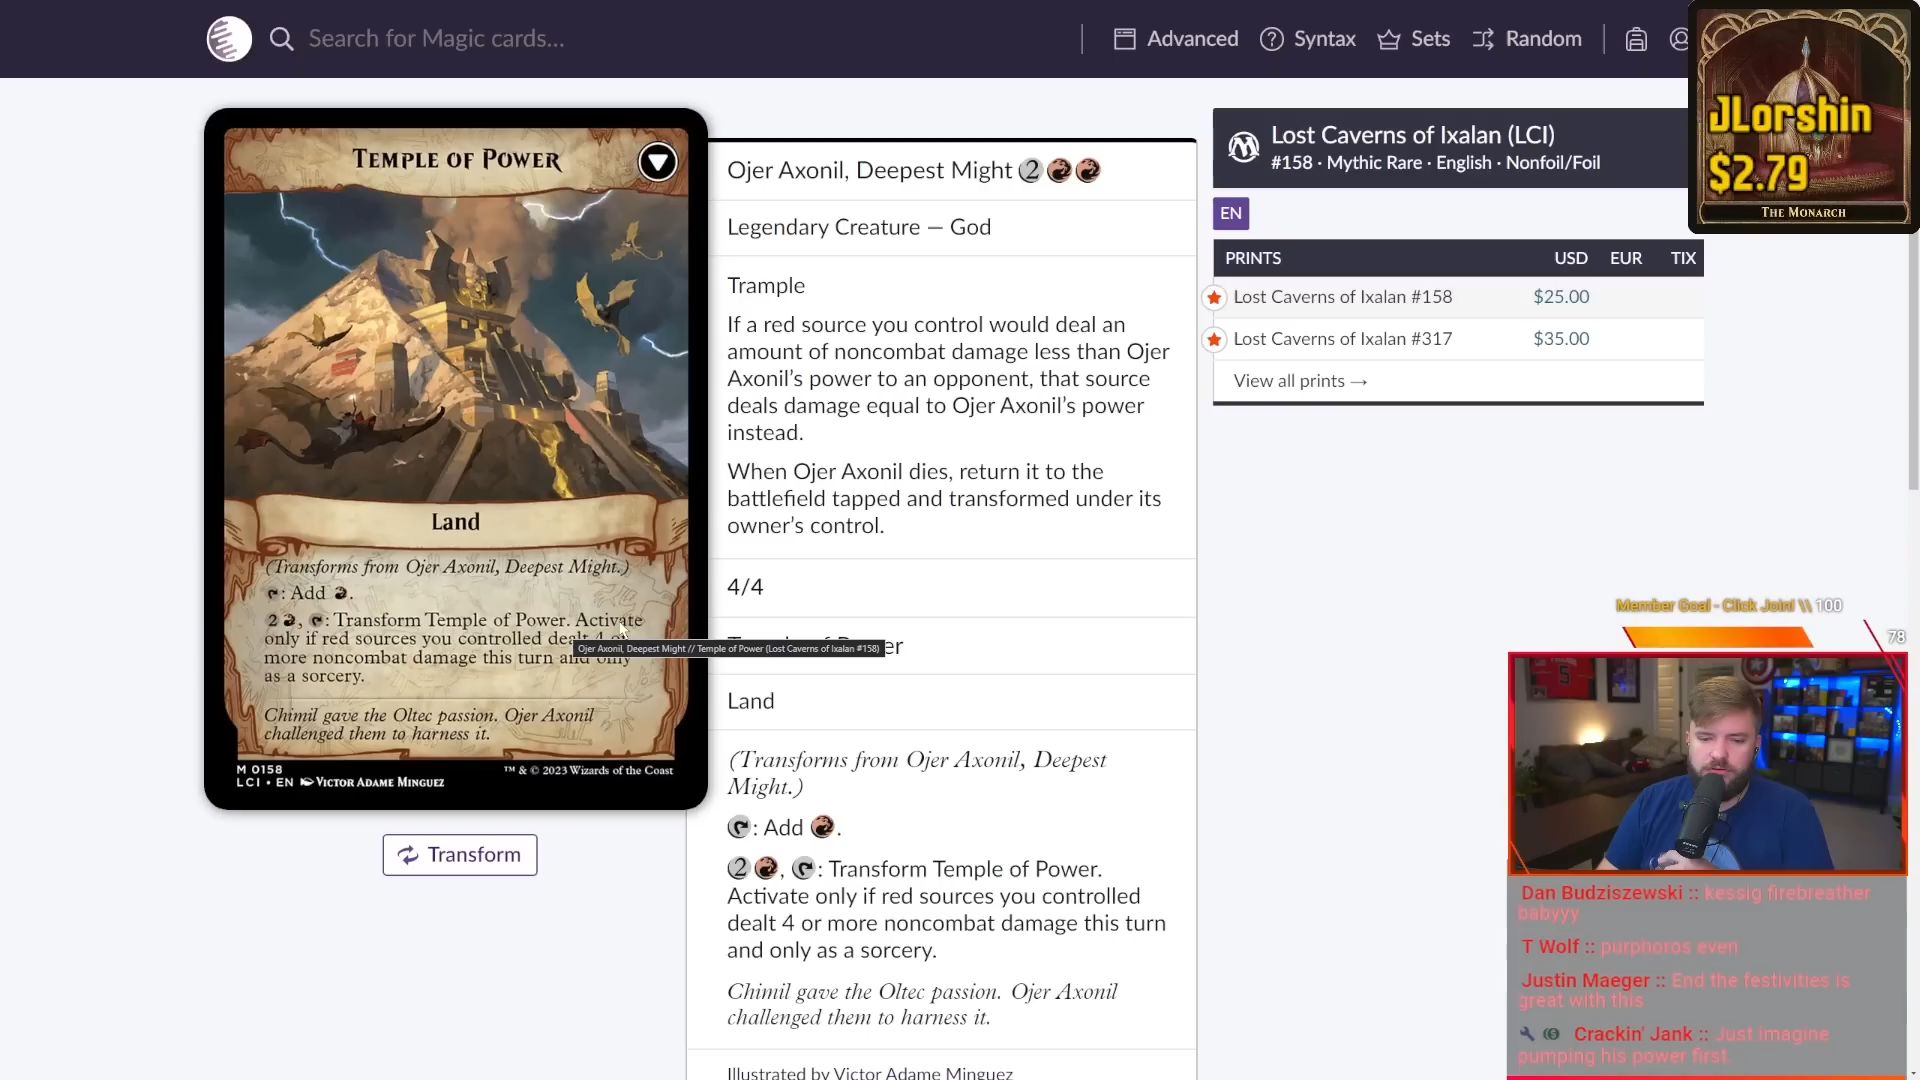 Search for Magic cards...
Advanced
Syntax
Sets
Random
JLorshin
$2.79
The Monarch
Temple of Power
Land
(Transforms from Ojer Axonil, Deepest Might.)
: Add .
2 , : Transform Temple of Power. Activate
only if red sources you controlled dealt 4 or
more noncombat damage this turn and only
as a sorcery.
Chimil gave the Oltec passion. Ojer Axonil
challenged them to harness it.
M 0158
LCI • EN Victor Adame Minguez
™ & © 2023 Wizards of the Coast
Transform
Ojer Axonil, Deepest Might // Temple of Power (Lost Caverns of Ixalan #158)
Ojer Axonil, Deepest Might 2
Legendary Creature — God
Trample
If a red source you control would deal an
amount of noncombat damage less than Ojer
Axonil's power to an opponent, that source
deals damage equal to Ojer Axonil's power
instead.
When Ojer Axonil dies, return it to the
battlefield tapped and transformed under its
owner's control.
4/4
Temple of Power
Land
(Transforms from Ojer Axonil, Deepest
Might.)
: Add .
2 , : Transform Temple of Power.
Activate only if red sources you controlled
dealt 4 or more noncombat damage this turn
and only as a sorcery.
Chimil gave the Oltec passion. Ojer Axonil
challenged them to harness it.
Illustrated by Victor Adame Minguez
Lost Caverns of Ixalan (LCI)
#158 · Mythic Rare · English · Nonfoil/Foil
EN
PRINTS USD EUR TIX
Lost Caverns of Ixalan #158 $25.00
Lost Caverns of Ixalan #317 $35.00
View all prints →
Member Goal - Click Join! \\ 100
78
Dan Budziszewski :: kessig firebreather
babyyy
T Wolf :: purphoros even
Justin Maeger :: End the festivities is
great with this
Crackin' Jank :: Just imagine
pumping his power first